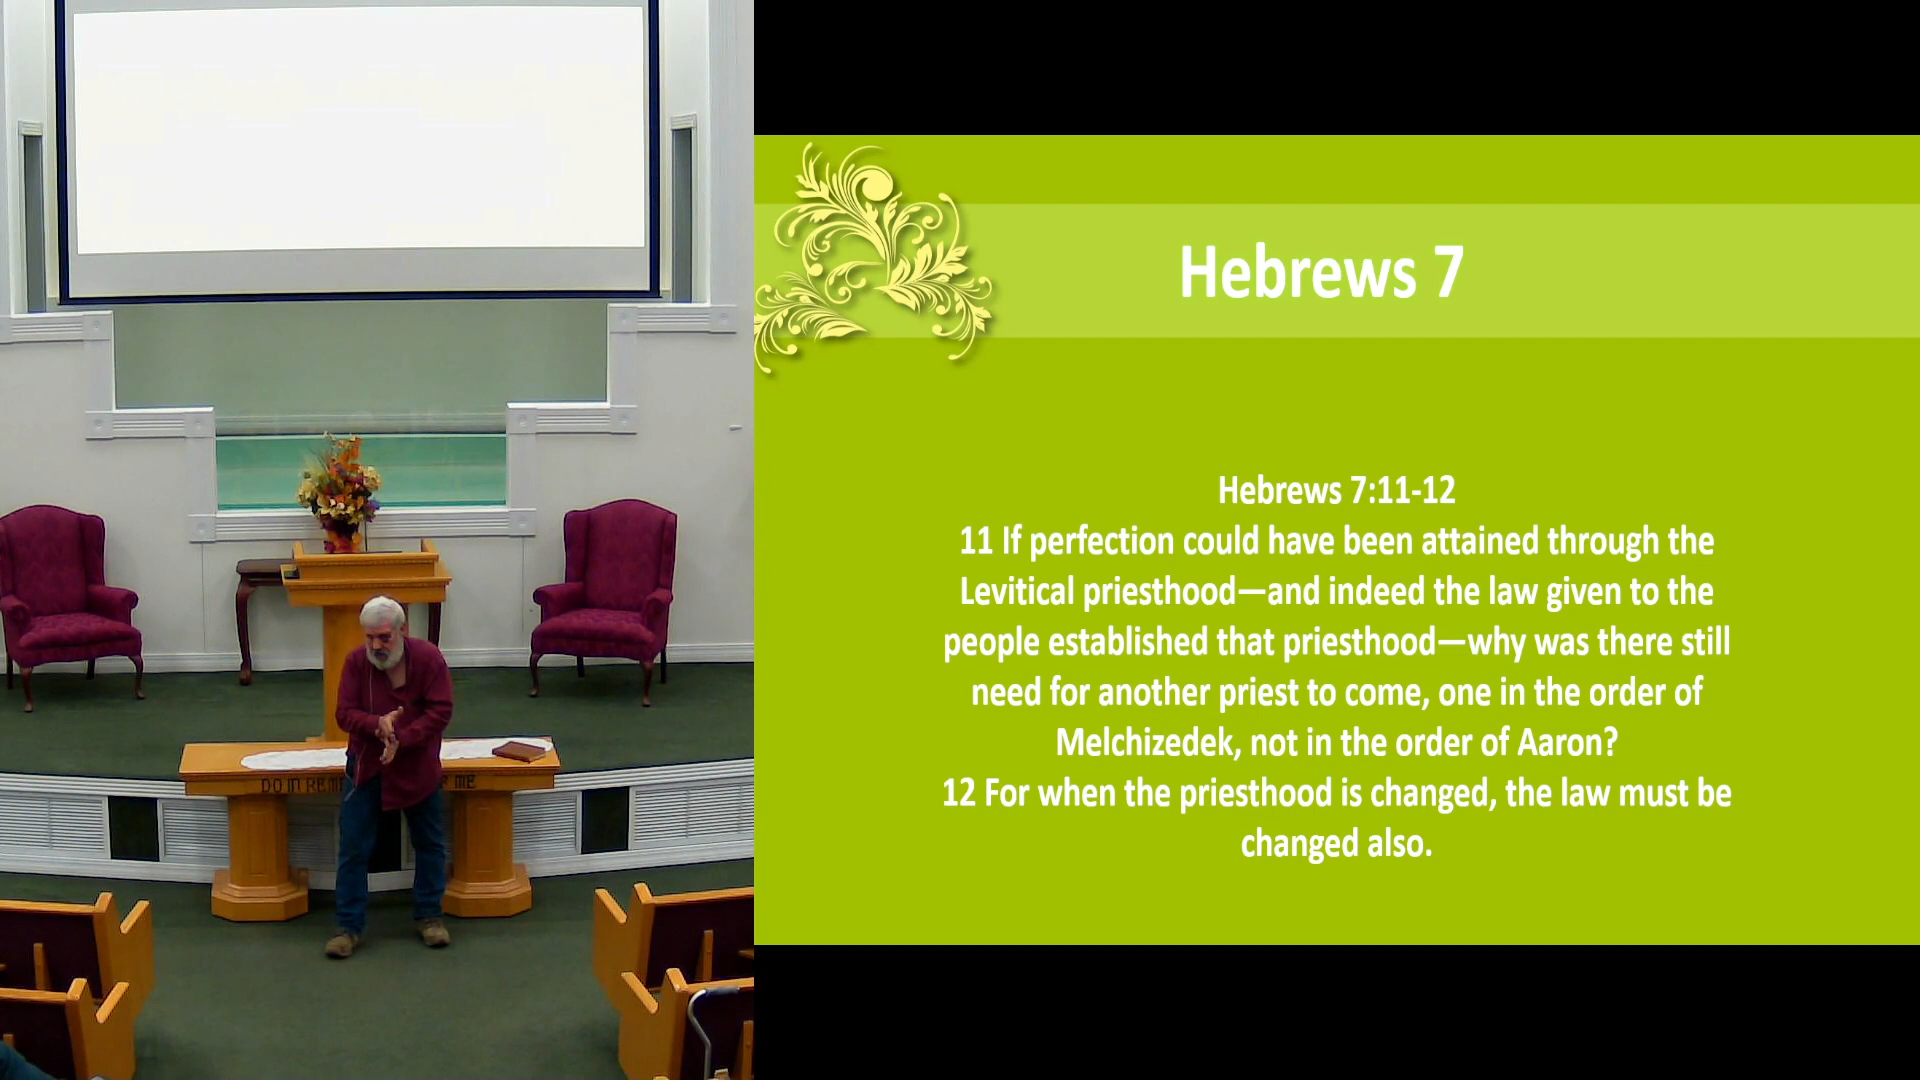 Hebrews 7
Hebrews 7:11-12
11 If perfection could have been attained through the
Levitical priesthood—and indeed the law given to the
people established that priesthood—why was there still
need for another priest to come, one in the order of
Melchizedek, not in the order of Aaron?
12 For when the priesthood is changed, the law must be
changed also.
DO IN ME